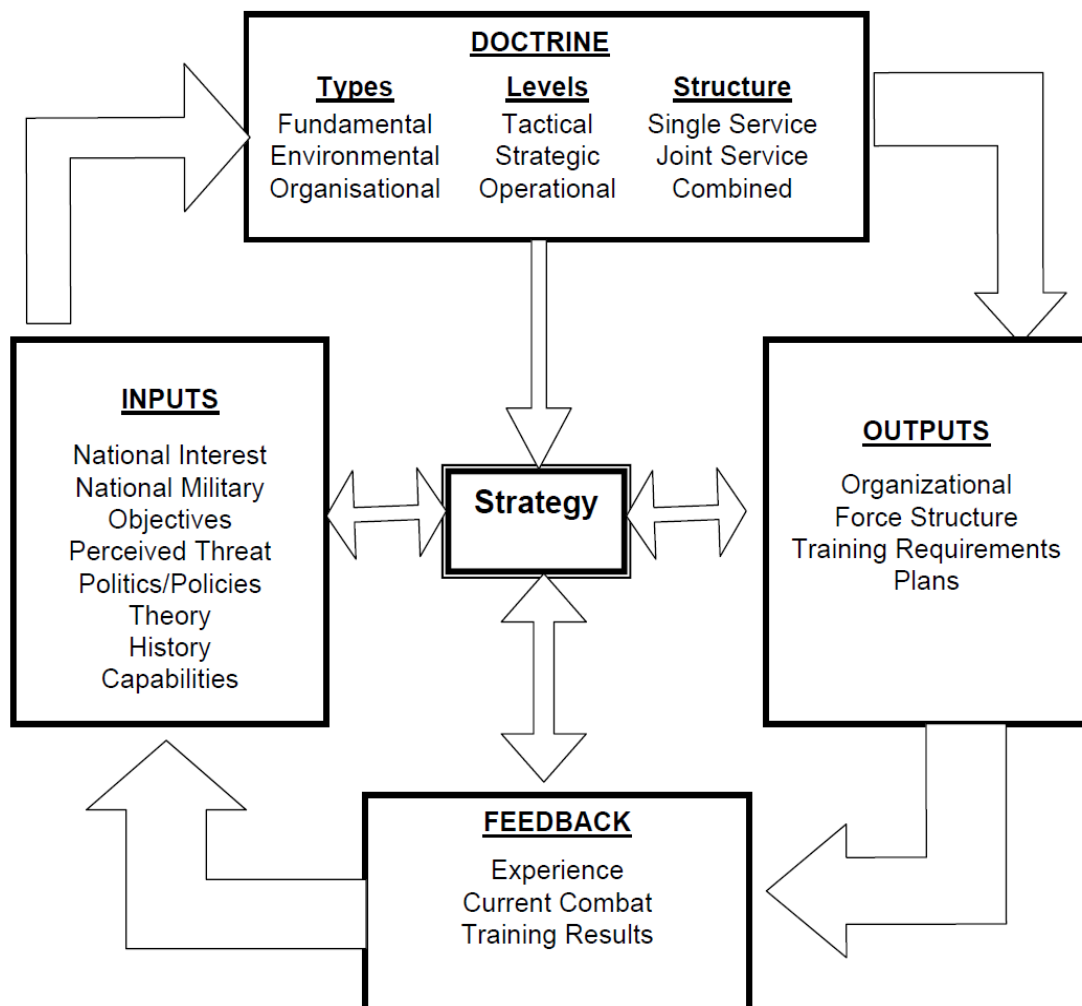 DOCTRINE
Types Levels Structure
Fundamental Tactical Single Service
Environmental Strategic Joint Service
Organisational Operational Combined
INPUTS
National Interest
National Military
Objectives
Perceived Threat
Politics/Policies
Theory
History
Capabilities
Strategy
OUTPUTS
Organizational
Force Structure
Training Requirements
Plans
FEEDBACK
Experience
Current Combat
Training Results